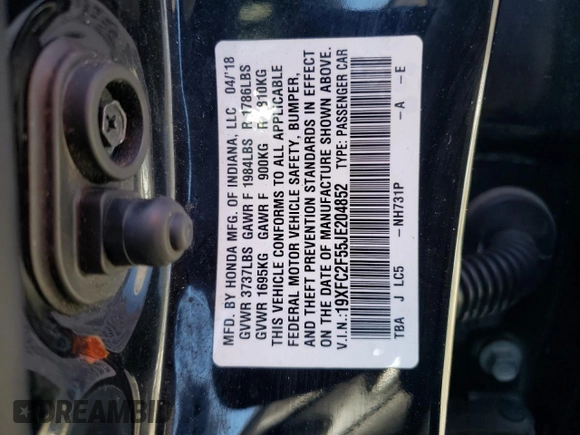 MFD. BY HONDA MFG. OF INDIANA, LLC 04/'18
GVWR 3737LBS GAWR F 1984LBS R 1786LBS
GVWR 1695KG GAWR F 900KG R 810KG
THIS VEHICLE CONFORMS TO ALL APPLICABLE
FEDERAL MOTOR VEHICLE SAFETY, BUMPER,
AND THEFT PREVENTION STANDARDS IN EFFECT
ON THE DATE OF MANUFACTURE SHOWN ABOVE.
V.I.N.:19XFC2F55JE204852 TYPE: PASSENGER CAR
TBA J LC5 -NH731P -A -E
DREAMBID